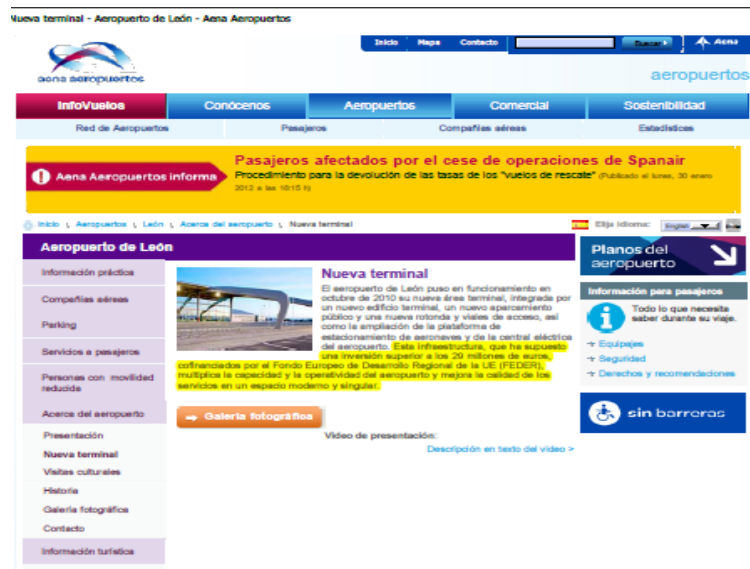 Nueva terminal - Aeropuerto de León - Aena Aeropuertos
Inicio Mapa Contacto Buscar Aena
aena aeropuertos
aeropuertos
InfoVuelos Conócenos Aeropuertos Comercial Sostenibilidad
Red de Aeropuertos Pasajeros Compañías aéreas Estadísticas
Aena Aeropuertos informa
Pasajeros afectados por el cese de operaciones de Spanair
Procedimiento para la devolución de las tasas de los "vuelos de rescate" (Publicado el lunes, 30 enero
2012 a las 18:15 h)
Inicio Aeropuertos León Acerca del aeropuerto Nueva terminal
Elija idioma: English
Aeropuerto de León
Información práctica
Compañías aéreas
Parking
Servicios a pasajeros
Personas con movilidad
reducida
Acerca del aeropuerto
Presentación
Nueva terminal
Visitas culturales
Historia
Galería fotográfica
Contacto
Información turística
Nueva terminal
El aeropuerto de León puso en funcionamiento en
octubre de 2010 su nueva área terminal, integrada por
un nuevo edificio terminal, un nuevo aparcamiento
público y una nueva rotonda y viales de acceso, así
como la ampliación de la plataforma de
estacionamiento de aeronaves y de la central eléctrica
del aeropuerto. Esta infraestructura, que ha supuesto
una inversión superior a los 29 millones de euros,
cofinanciados por el Fondo Europeo de Desarrollo Regional de la UE (FEDER),
multiplica la capacidad y la operatividad del aeropuerto y mejora la calidad de los
servicios en un espacio moderno y singular.
Galería fotográfica
Video de presentación:
Descripción en texto del video >
Planos del
aeropuerto
Información para pasajeros
Todo lo que necesita
saber durante su viaje.
Equipajes
Seguridad
Derechos y recomendaciones
sin barreras